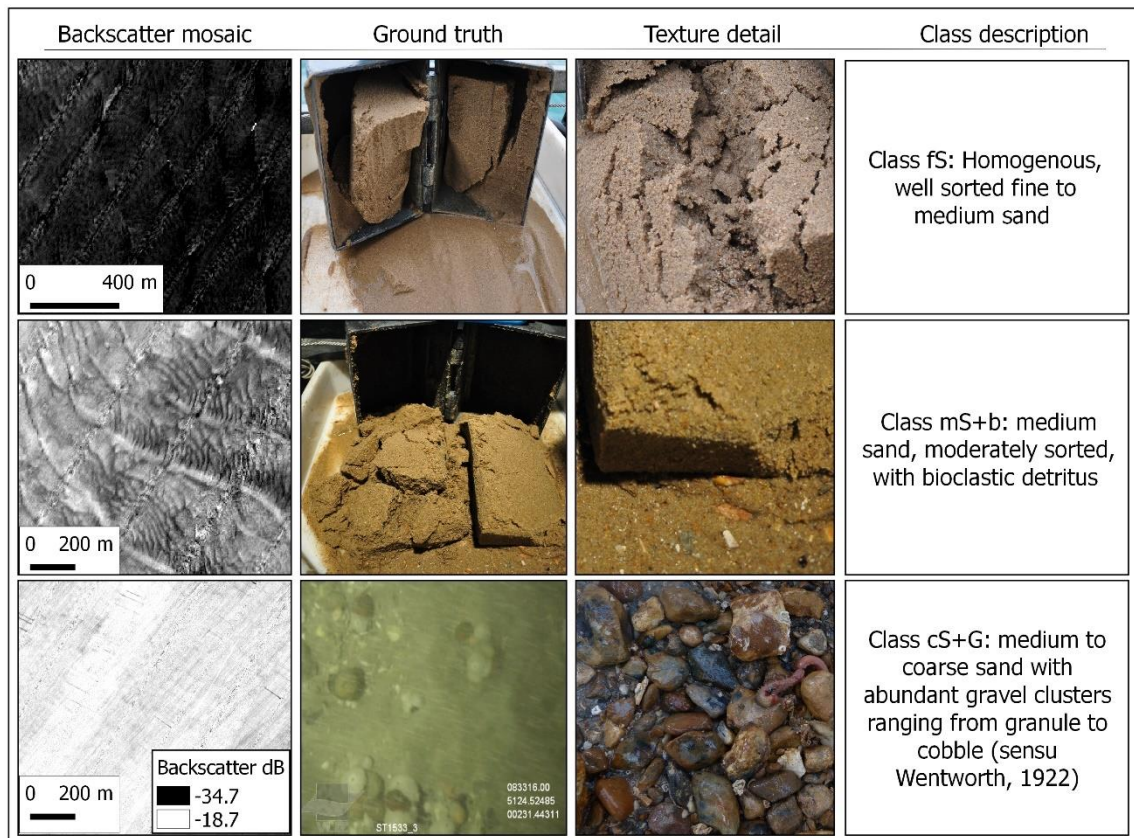 Backscatter mosaic
Ground truth
Texture detail
Class description
0 400 m
Class fS: Homogenous,
well sorted fine to
medium sand
0 200 m
Class mS+b: medium
sand, moderately sorted,
with bioclastic detritus
0 200 m
Backscatter dB
-34.7
-18.7
083316.00
5124.52485
00231.44311
ST1533_3
Class cS+G: medium to
coarse sand with
abundant gravel clusters
ranging from granule to
cobble (sensu
Wentworth, 1922)